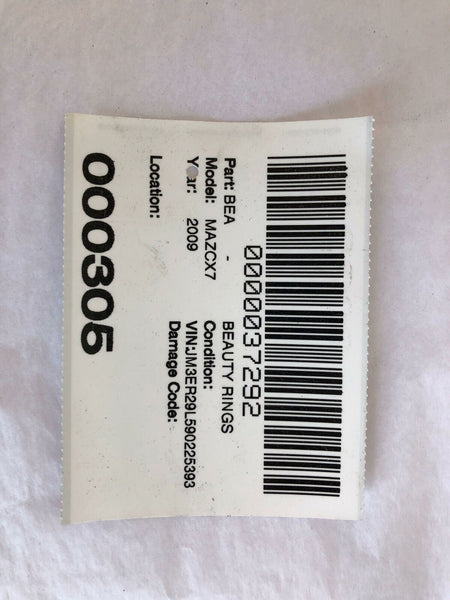 0000037292
Part: BEA - BEAUTY RINGS
Model: MAZCX7 Condition:
Year: 2009 VIN:JM3ER29L590225393
Damage Code:
Location:
000305